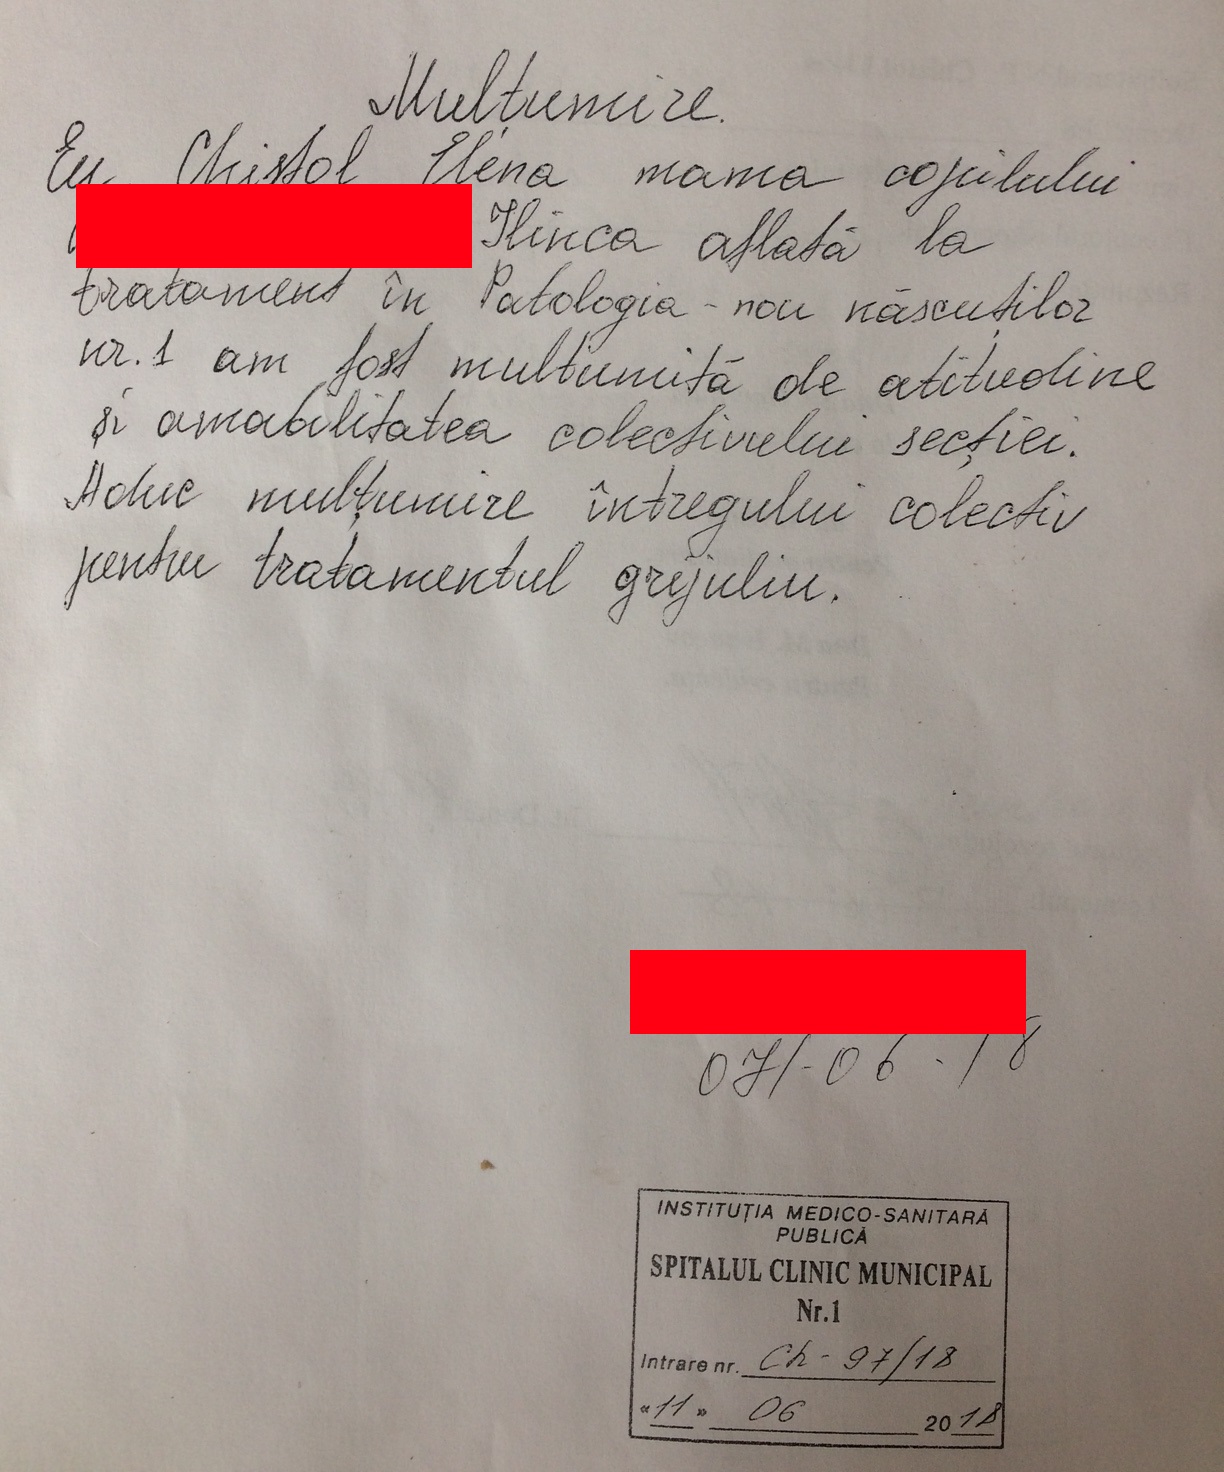 Mulțumire.
Eu Chistol Elena mama copilului
Ilinca aflată la
tratament în Patologia - nou născuților
nr. 1 am fost multumită de atitudine
și amabilitatea colectivului secției.
Aduc mulțumire întregului colectiv
pentru tratamentul grijuliu.
07-06-18
INSTITUȚIA MEDICO-SANITARĂ
PUBLICĂ
SPITALUL CLINIC MUNICIPAL
Nr.1
Intrare nr. Ch - 97/18
«11» 06 2018